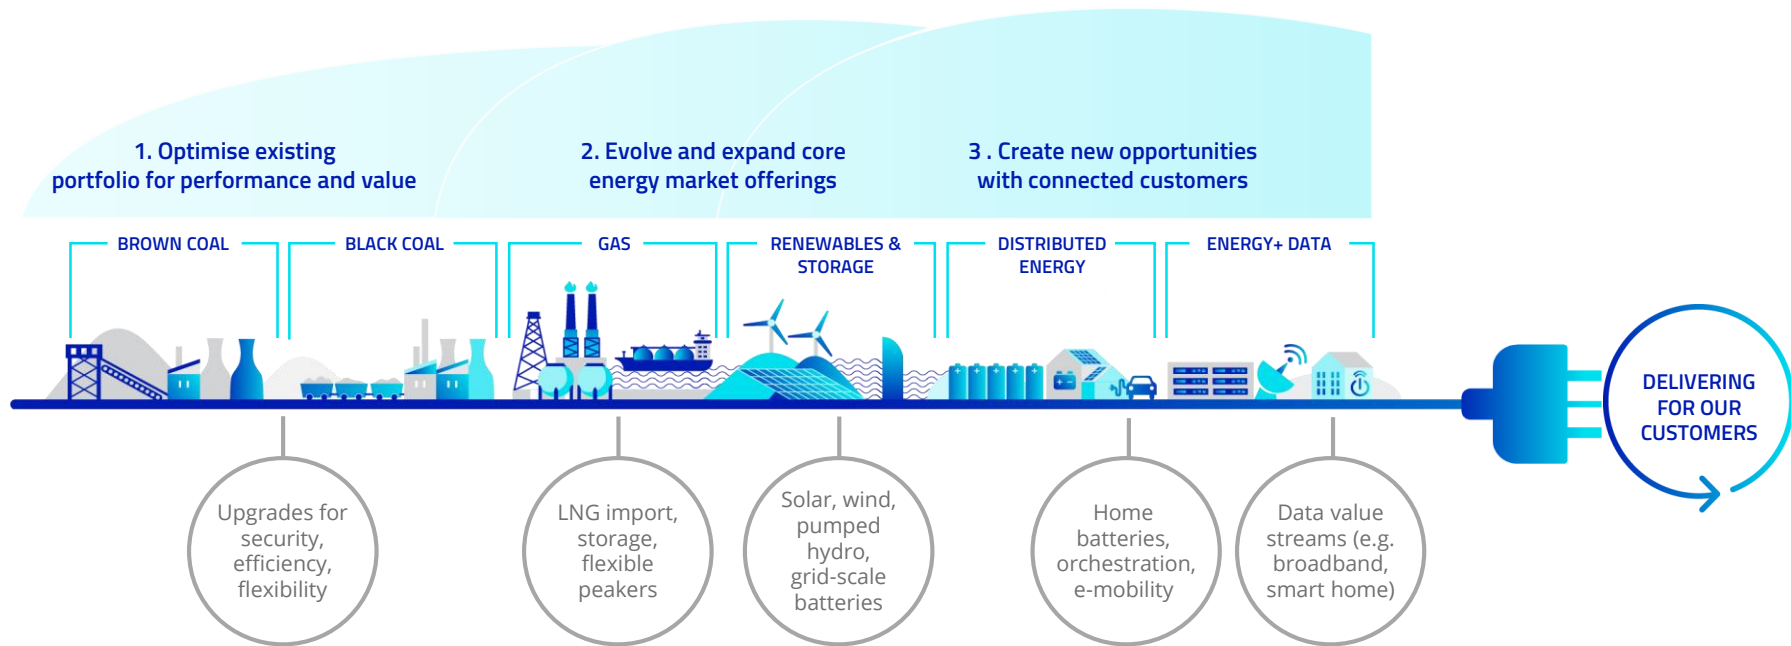 1. Optimise existing
portfolio for performance and value
2. Evolve and expand core
energy market offerings
3 . Create new opportunities
with connected customers
BROWN COAL
BLACK COAL
GAS
RENEWABLES &
STORAGE
DISTRIBUTED
ENERGY
ENERGY+ DATA
DELIVERING
FOR OUR
CUSTOMERS
Upgrades for
security,
efficiency,
flexibility
LNG import,
storage,
flexible
peakers
Solar, wind,
pumped
hydro,
grid-scale
batteries
Home
batteries,
orchestration,
e-mobility
Data value
streams (e.g.
broadband,
smart home)